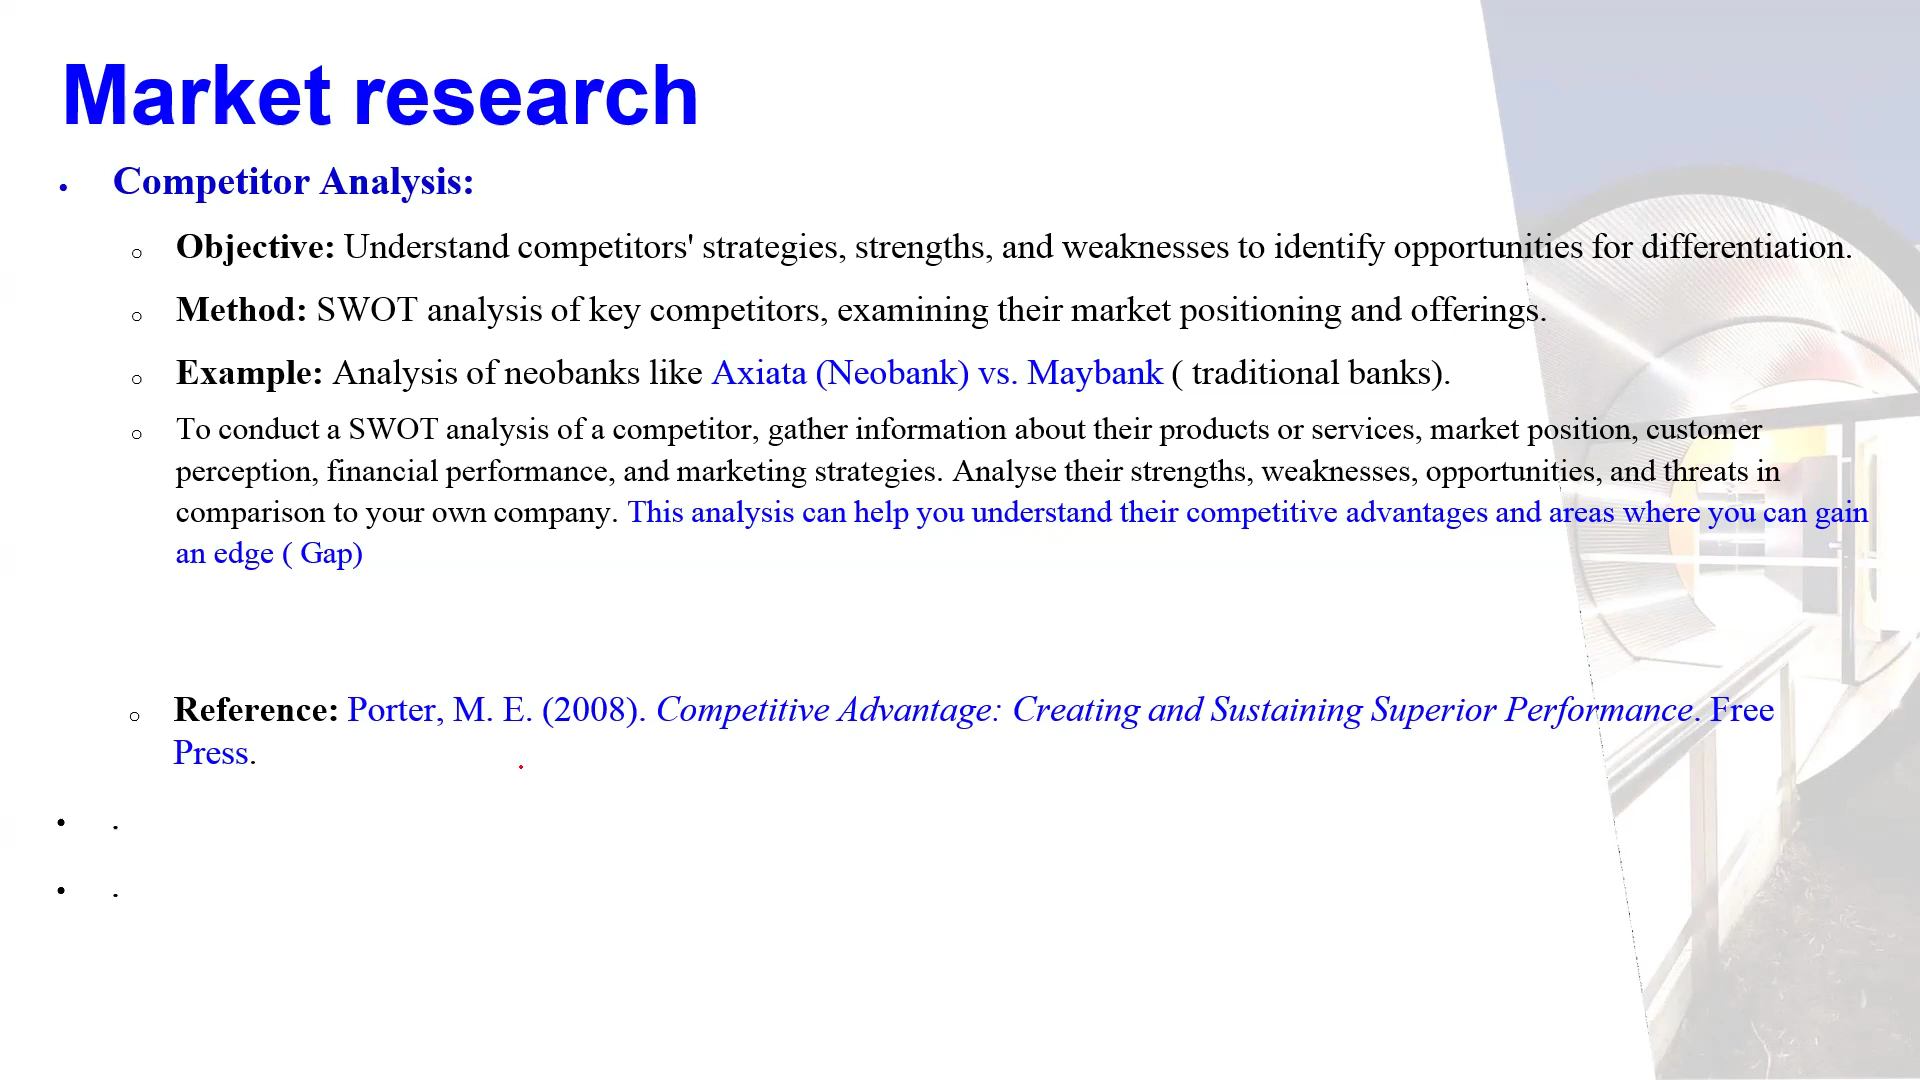 Market research
• Competitor Analysis:
o Objective: Understand competitors' strategies, strengths, and weaknesses to identify opportunities for differentiation.
o Method: SWOT analysis of key competitors, examining their market positioning and offerings.
o Example: Analysis of neobanks like Axiata (Neobank) vs. Maybank ( traditional banks).
o To conduct a SWOT analysis of a competitor, gather information about their products or services, market position, customer
perception, financial performance, and marketing strategies. Analyse their strengths, weaknesses, opportunities, and threats in
comparison to your own company. This analysis can help you understand their competitive advantages and areas where you can gain
an edge ( Gap)
o Reference: Porter, M. E. (2008). Competitive Advantage: Creating and Sustaining Superior Performance. Free
Press.
• .
• .